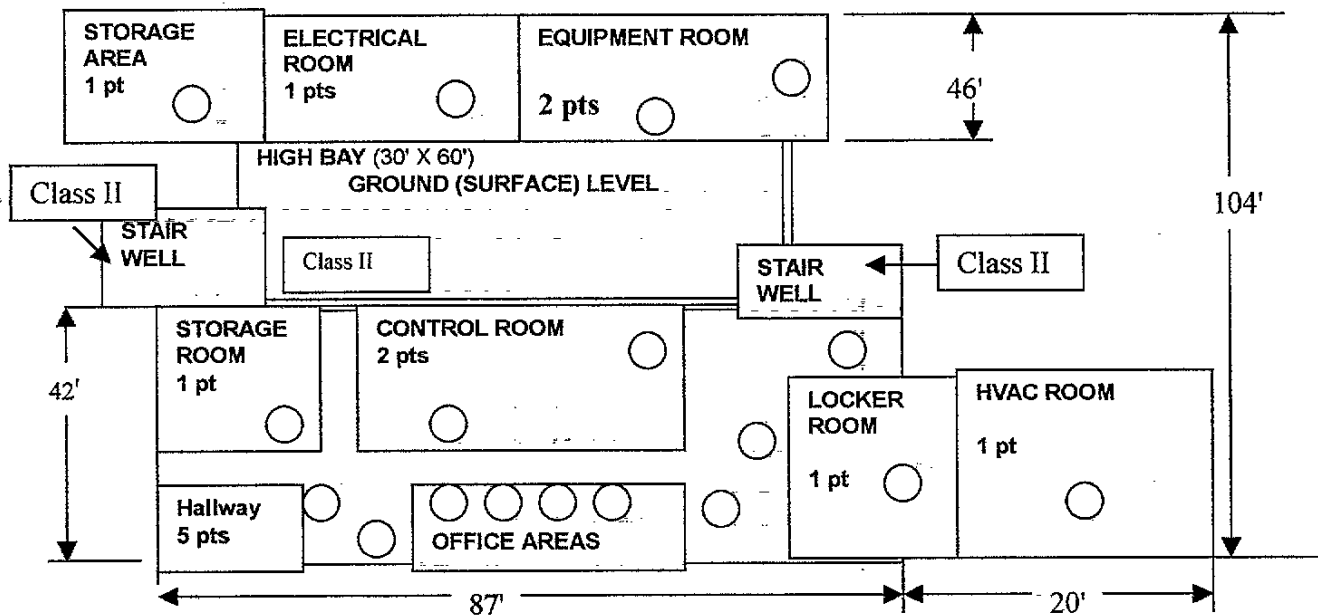 STORAGE
AREA
1 pt
ELECTRICAL
ROOM
1 pts
EQUIPMENT ROOM
2 pts
46'
HIGH BAY (30' X 60')
GROUND (SURFACE) LEVEL
Class II
104'
STAIR
WELL
Class II
STAIR
WELL
Class II
STORAGE
ROOM
1 pt
CONTROL ROOM
2 pts
42'
LOCKER
ROOM
1 pt
HVAC ROOM
1 pt
Hallway
5 pts
OFFICE AREAS
87'
20'